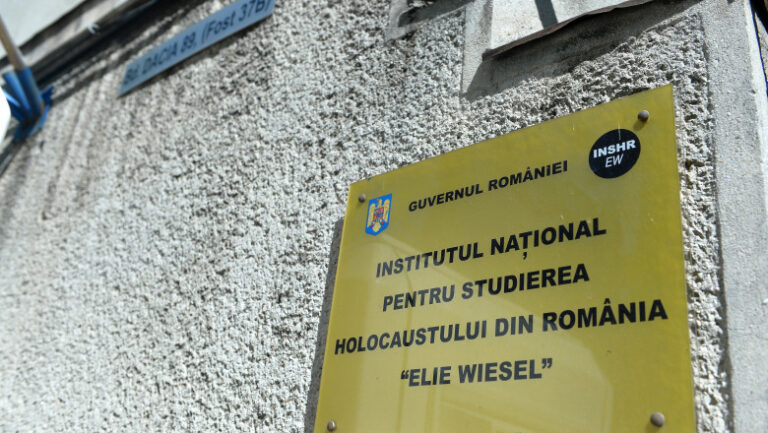 Bd. DACIA 89. (Fost 37b)
INSHR
EW
GUVERNUL ROMÂNIEI
INSTITUTUL NAȚIONAL
PENTRU STUDIEREA
HOLOCAUSTULUI DIN ROMÂNIA
“ELIE WIESEL”